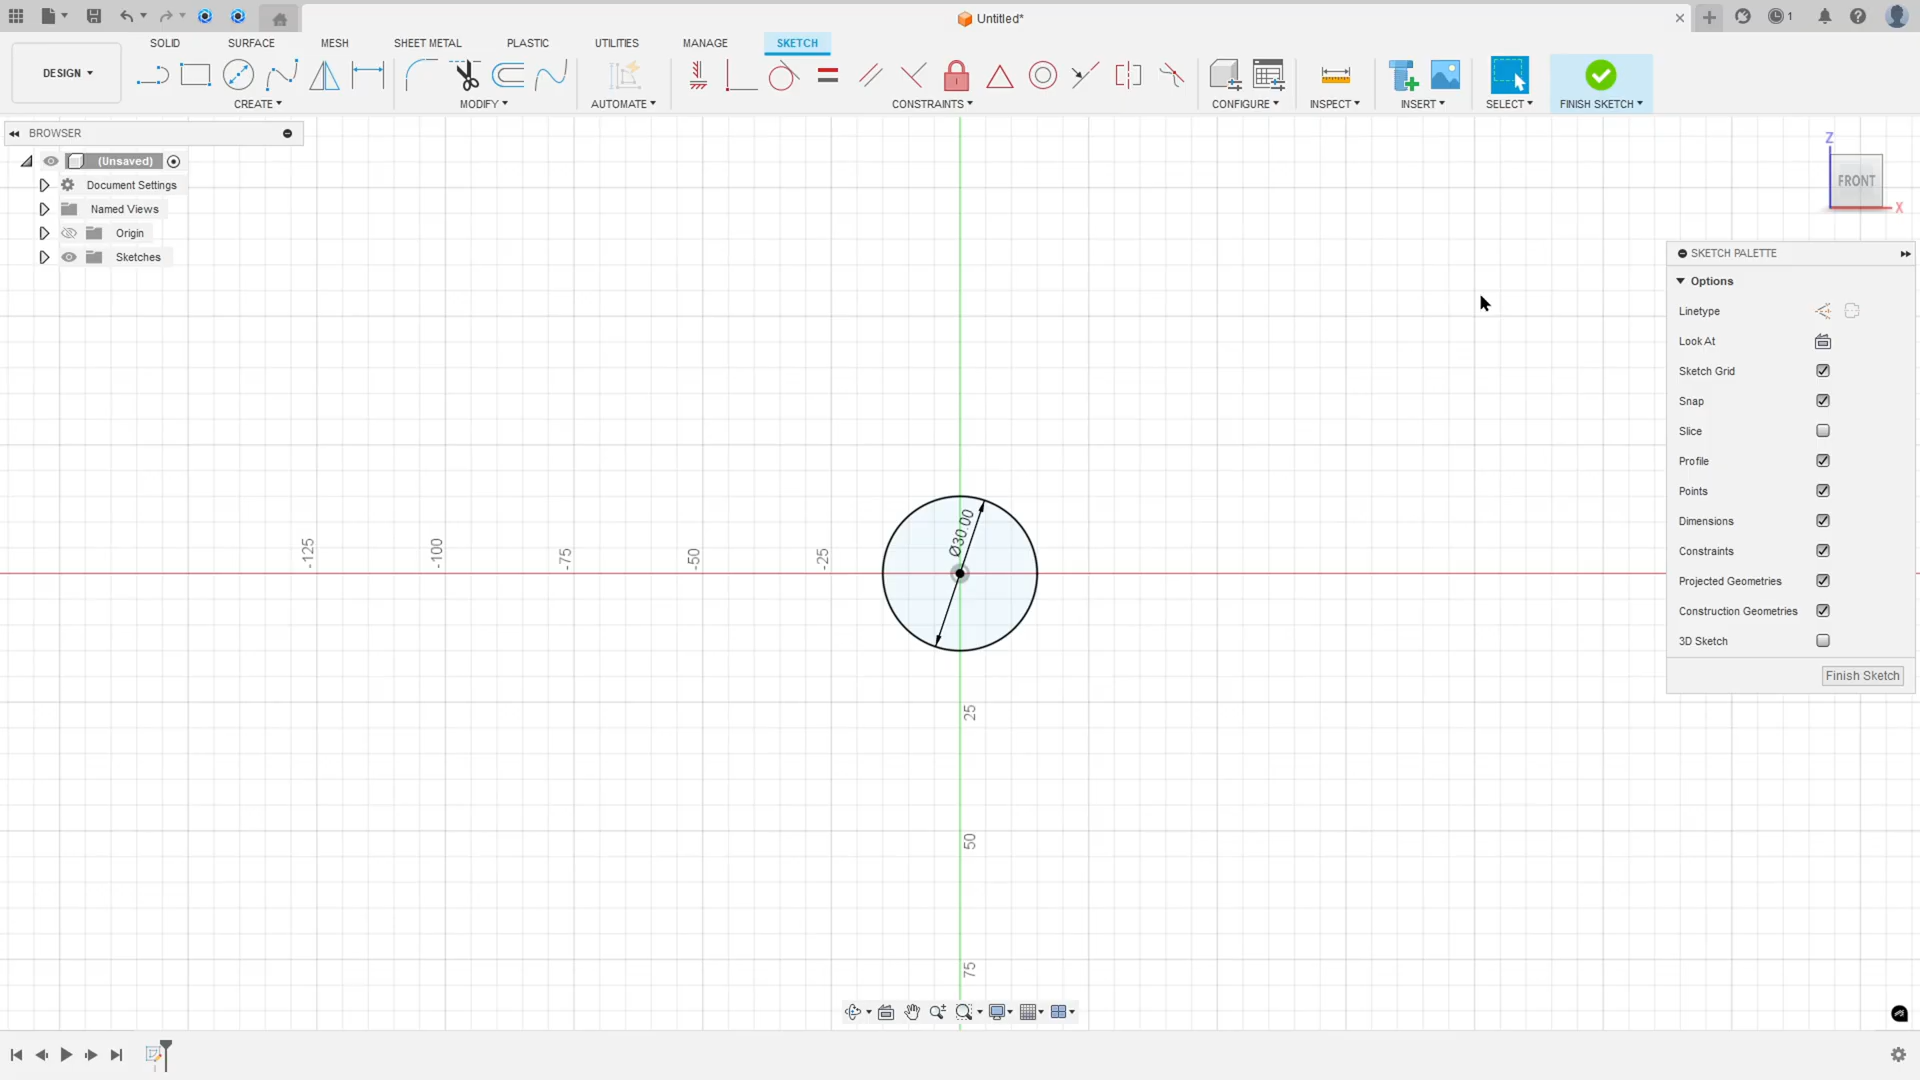 Untitled*
1
DESIGN
SOLID
SURFACE
MESH
SHEET METAL
PLASTIC
UTILITIES
MANAGE
SKETCH
CREATE
MODIFY
AUTOMATE
CONSTRAINTS
CONFIGURE
INSPECT
INSERT
SELECT
FINISH SKETCH
BROWSER
(Unsaved)
Document Settings
Named Views
Origin
Sketches
Z
FRONT
X
SKETCH PALETTE
Options
Linetype
Look At
Sketch Grid
Snap
Slice
Profile
Points
Dimensions
Constraints
Projected Geometries
Construction Geometries
3D Sketch
Finish Sketch
-125
-100
-75
-50
-25
Ø30.00
25
50
75